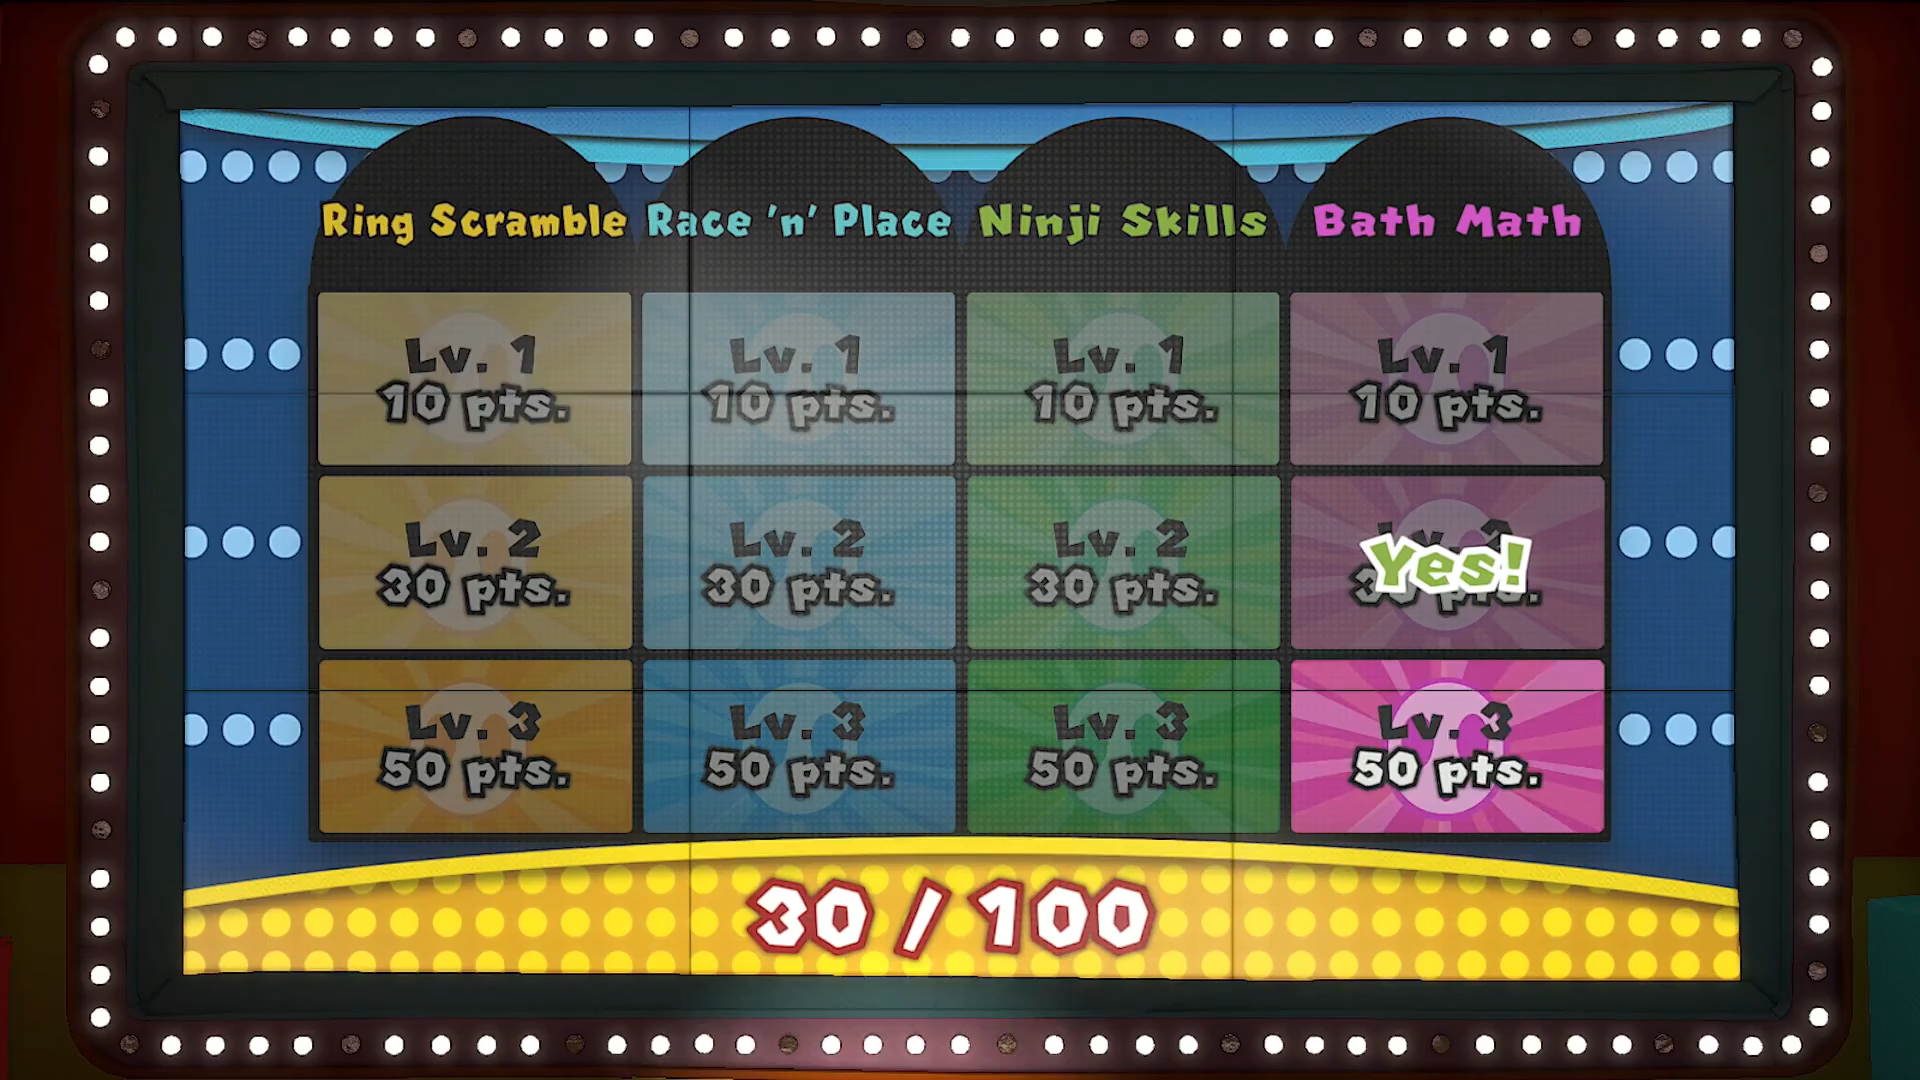 Ring Scramble Race 'n' Place Ninji Skills Bath Math
Lv. 1 Lv. 1 Lv. 1 Lv. 1
10 pts. 10 pts. 10 pts. 10 pts.
Lv. 2 Lv. 2 Lv. 2
30 pts. 30 pts. 30 pts. Yes!
Lv. 3 Lv. 3 Lv. 3 Lv. 3
50 pts. 50 pts. 50 pts. 50 pts.
30 / 100